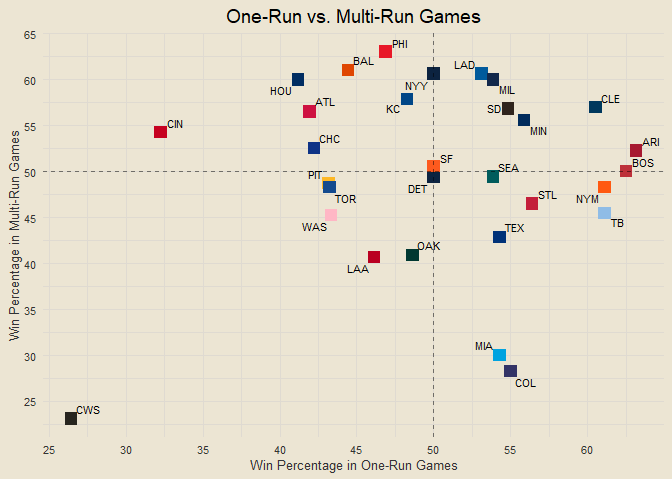 One-Run vs. Multi-Run Games
65
PHI
BAL
LAD
60
HOU
NYY
MIL
CLE
KC
ATL
SD
55
CIN
MIN
CHC
ARI
Win Percentage in Multi-Run Games
50
SF
BOS
PIT
SEA
DET
TOR
STL
NYM
45
WAS
TB
TEX
OAK
40
LAA
35
MIA
30
COL
25
CWS
25
30
35
40
45
50
55
60
Win Percentage in One-Run Games